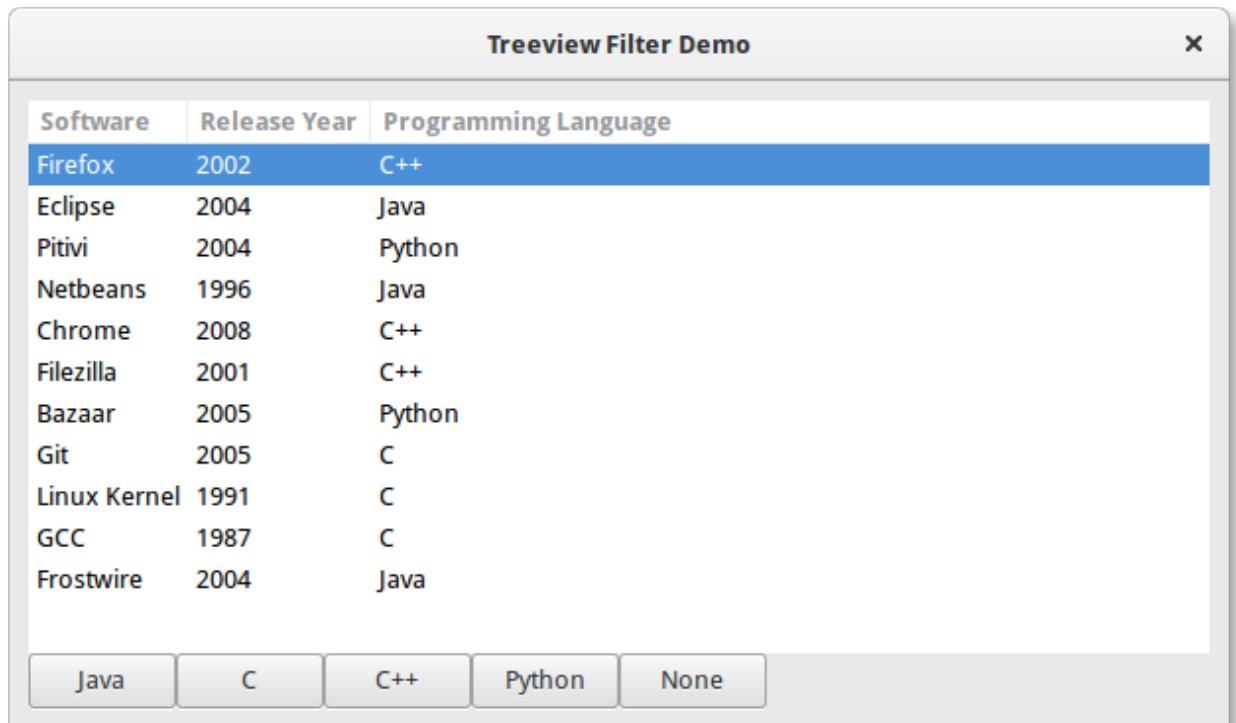 Treeview Filter Demo ×
Software Release Year Programming Language
Firefox 2002 C++
Eclipse 2004 Java
Pitivi 2004 Python
Netbeans 1996 Java
Chrome 2008 C++
Filezilla 2001 C++
Bazaar 2005 Python
Git 2005 C
Linux Kernel 1991 C
GCC 1987 C
Frostwire 2004 Java
Java C C++ Python None